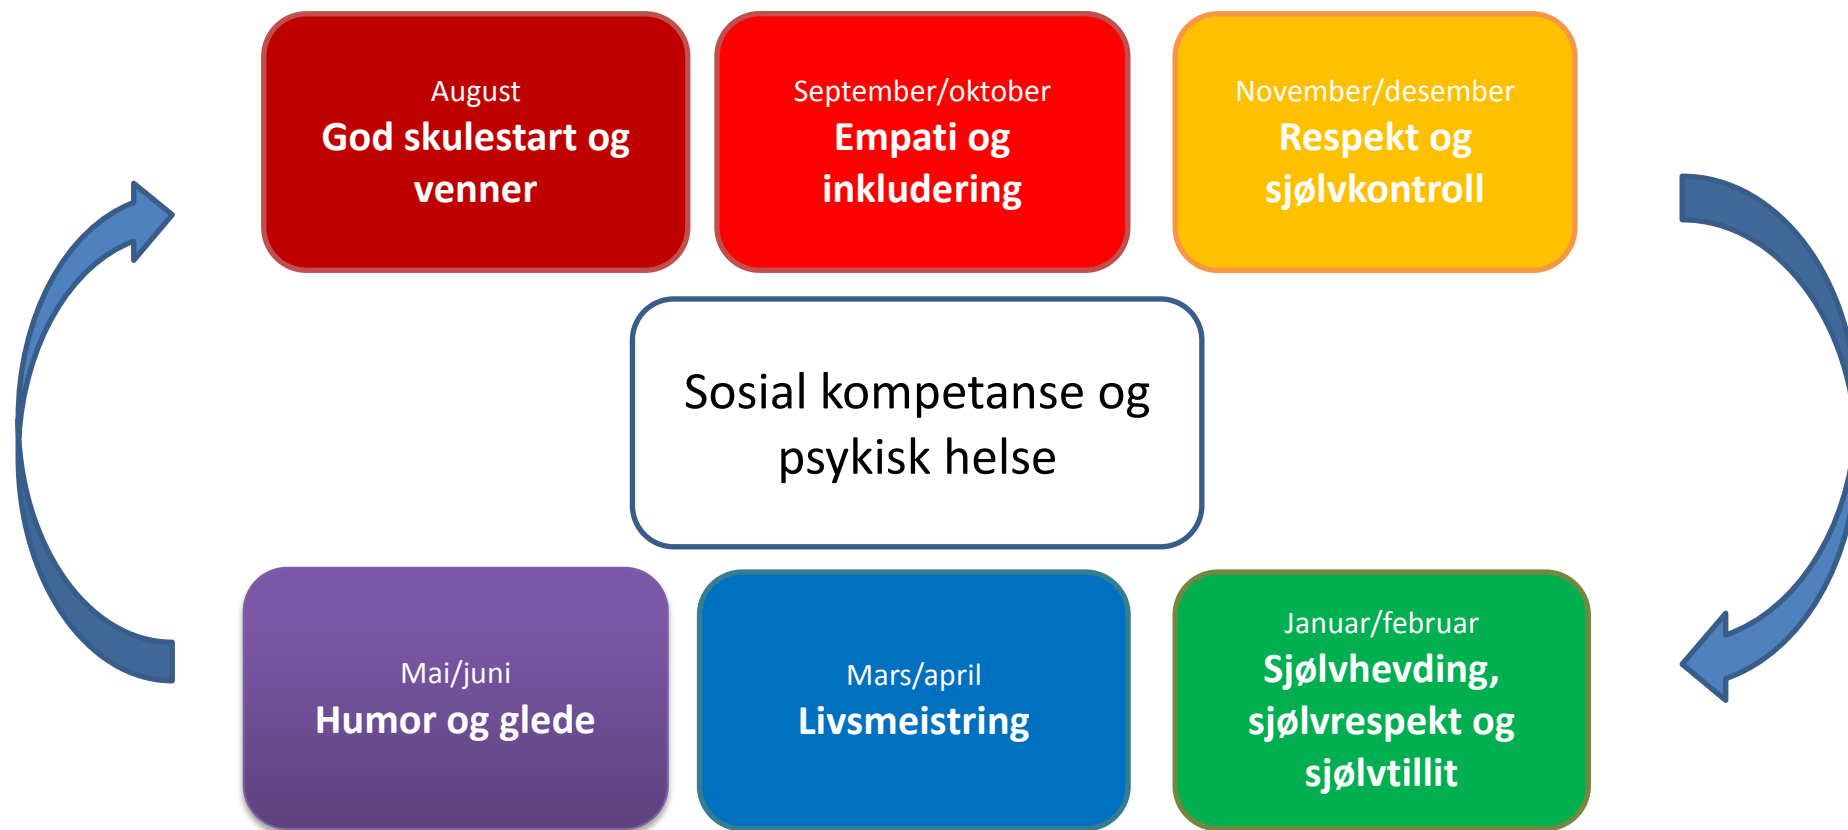 August
God skulestart og
venner
September/oktober
Empati og
inkludering
November/desember
Respekt og
sjølvkontroll
Sosial kompetanse og
psykisk helse
Mai/juni
Humor og glede
Mars/april
Livsmeistring
Januar/februar
Sjølvhevding,
sjølvrespekt og
sjølvtillit